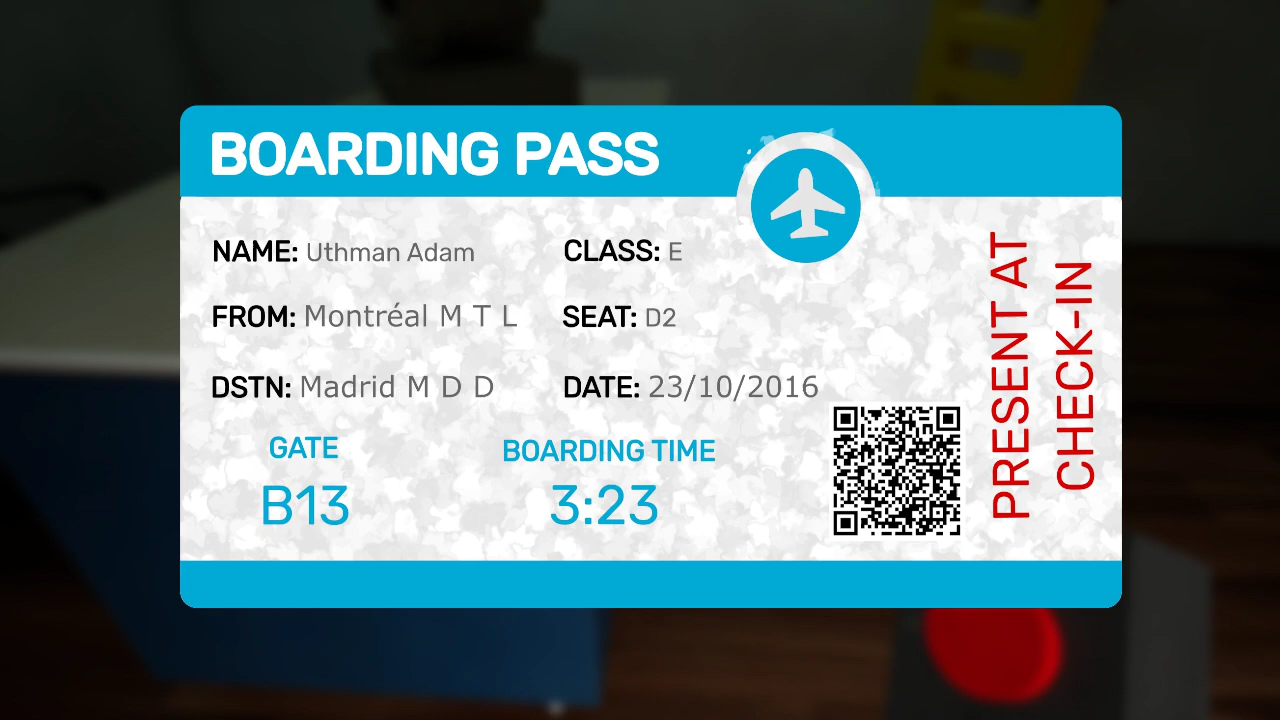 BOARDING PASS
NAME: Uthman Adam
CLASS: E
FROM: Montréal M T L
SEAT: D2
DSTN: Madrid M D D
DATE: 23/10/2016
GATE
BOARDING TIME
B13
3:23
PRESENT AT
CHECK-IN